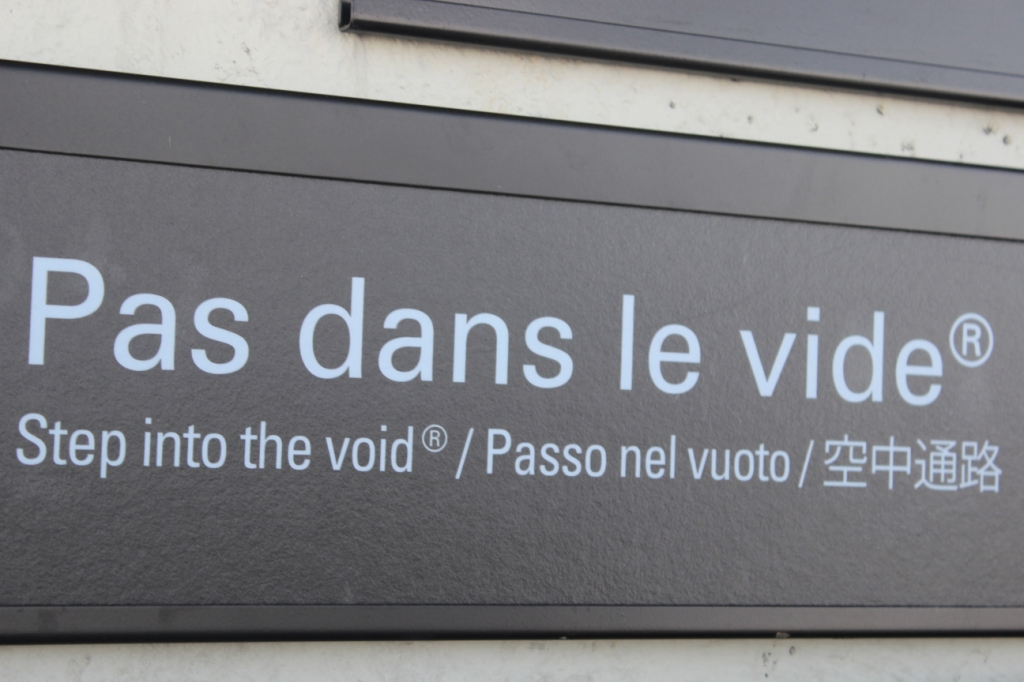 Pas dans le vide®
Step into the void® / Passo nel vuoto / 空中通路